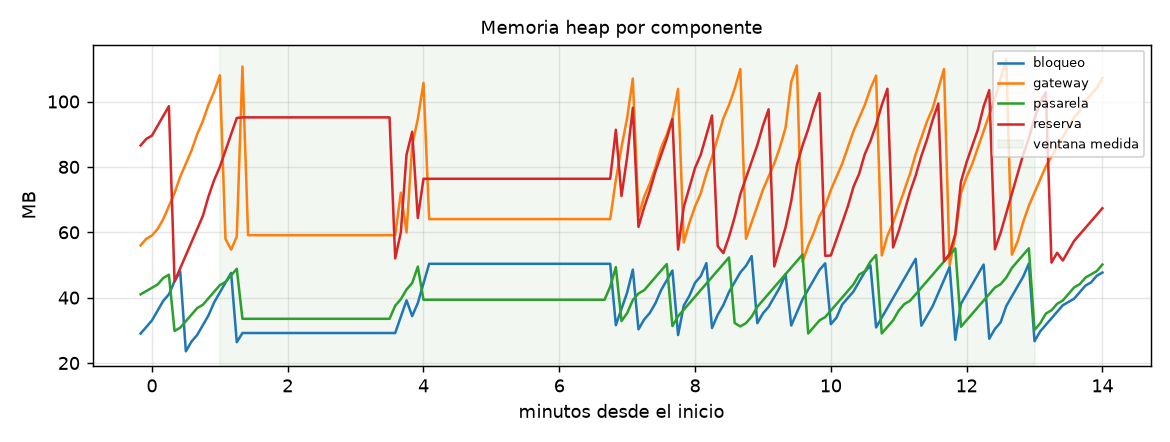 Memoria heap por componente
MB
100
80
60
40
20
bloqueo
gateway
pasarela
reserva
ventana medida
0 2 4 6 8 10 12 14
minutos desde el inicio